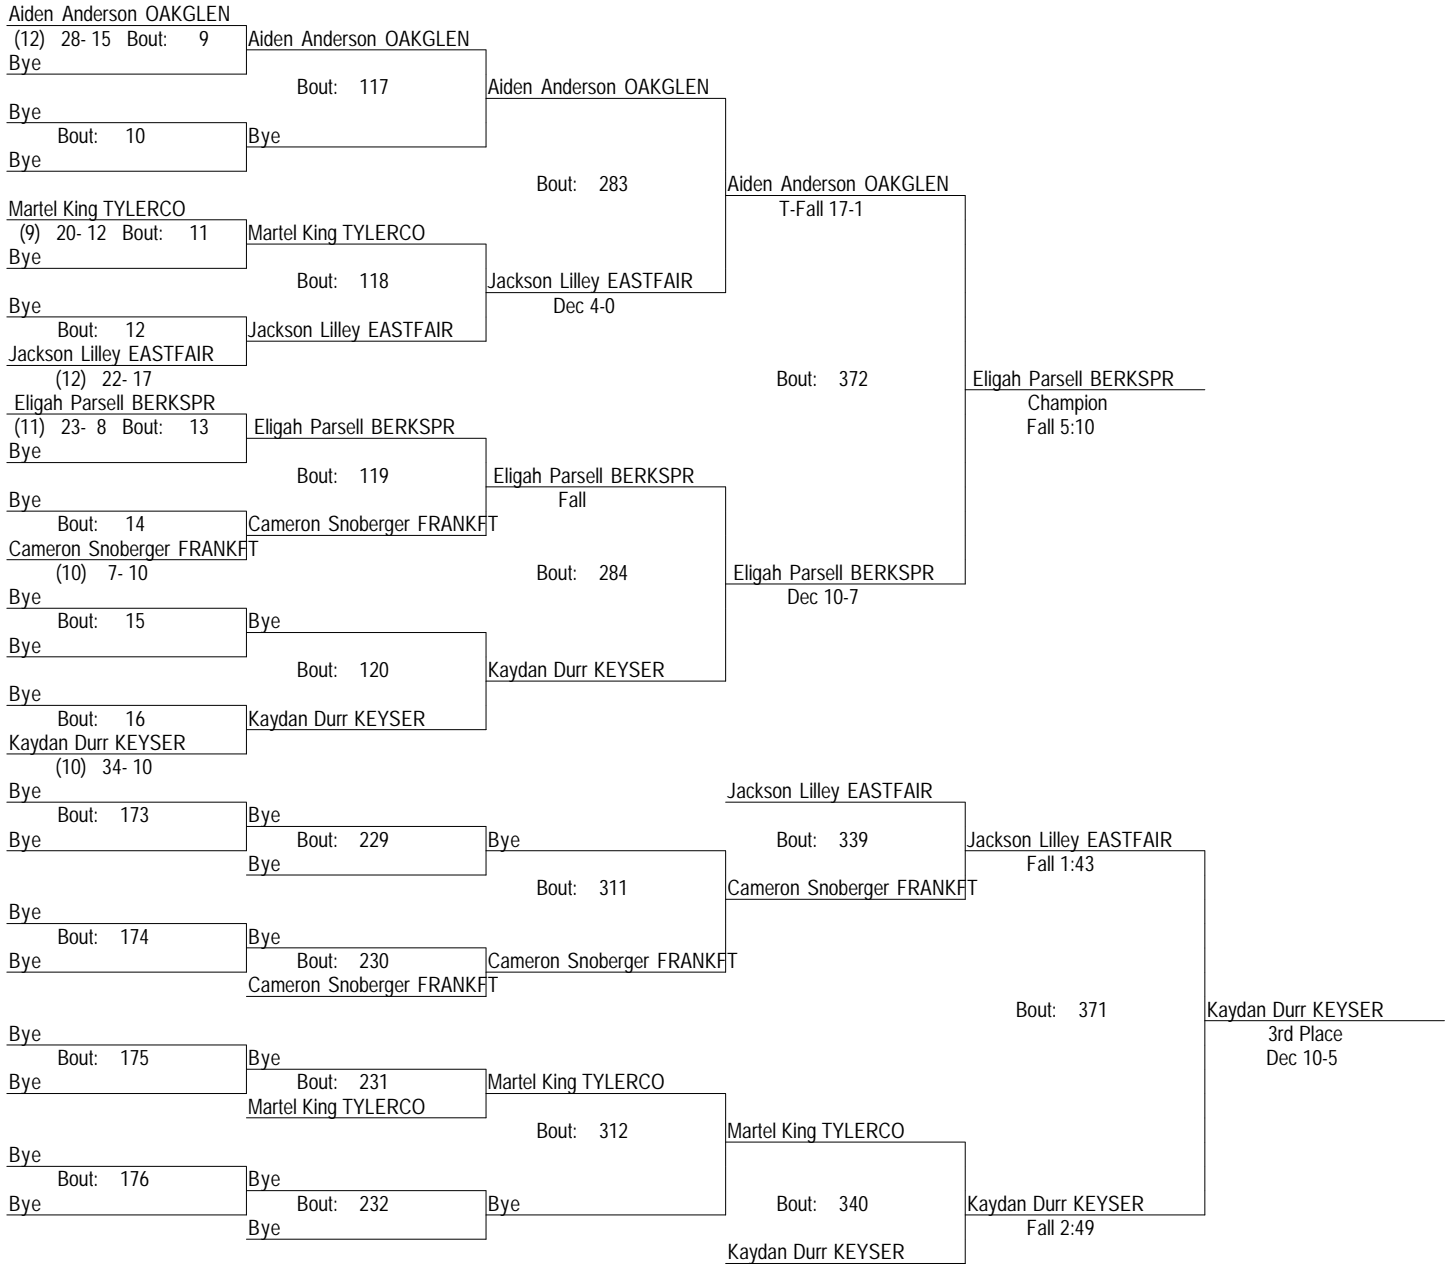 Aiden Anderson OAKGLEN
(12) 28- 15 Bout: 9 Aiden Anderson OAKGLEN
Bye
Bout: 117 Aiden Anderson OAKGLEN
Bye
Bout: 10 Bye
Bye
Bout: 283 Aiden Anderson OAKGLEN
Martel King TYLERCO T-Fall 17-1
(9) 20- 12 Bout: 11 Martel King TYLERCO
Bye
Bout: 118 Jackson Lilley EASTFAIR
Bye Dec 4-0
Bout: 12 Jackson Lilley EASTFAIR
Jackson Lilley EASTFAIR
(12) 22- 17 Bout: 372 Eligah Parsell BERKSPR
Eligah Parsell BERKSPR Champion
(11) 23- 8 Bout: 13 Eligah Parsell BERKSPR Fall 5:10
Bye
Bout: 119 Eligah Parsell BERKSPR
Bye Fall
Bout: 14 Cameron Snoberger FRANKFT
Cameron Snoberger FRANKFT
(10) 7- 10 Bout: 284 Eligah Parsell BERKSPR
Bye Dec 10-7
Bout: 15 Bye
Bye
Bout: 120 Kaydan Durr KEYSER
Bye
Bout: 16 Kaydan Durr KEYSER
Kaydan Durr KEYSER
(10) 34- 10
Bye Jackson Lilley EASTFAIR
Bout: 173 Bye
Bye Bout: 229 Bye Bout: 339 Jackson Lilley EASTFAIR
Bye Fall 1:43
Bout: 311 Cameron Snoberger FRANKFT
Bye
Bout: 174 Bye
Bye Bout: 230 Cameron Snoberger FRANKFT
Cameron Snoberger FRANKFT
Bout: 371 Kaydan Durr KEYSER
Bye 3rd Place
Bout: 175 Bye Dec 10-5
Bye Bout: 231 Martel King TYLERCO
Martel King TYLERCO
Bout: 312 Martel King TYLERCO
Bye
Bout: 176 Bye
Bye Bout: 232 Bye Bout: 340 Kaydan Durr KEYSER
Bye Fall 2:49
Kaydan Durr KEYSER